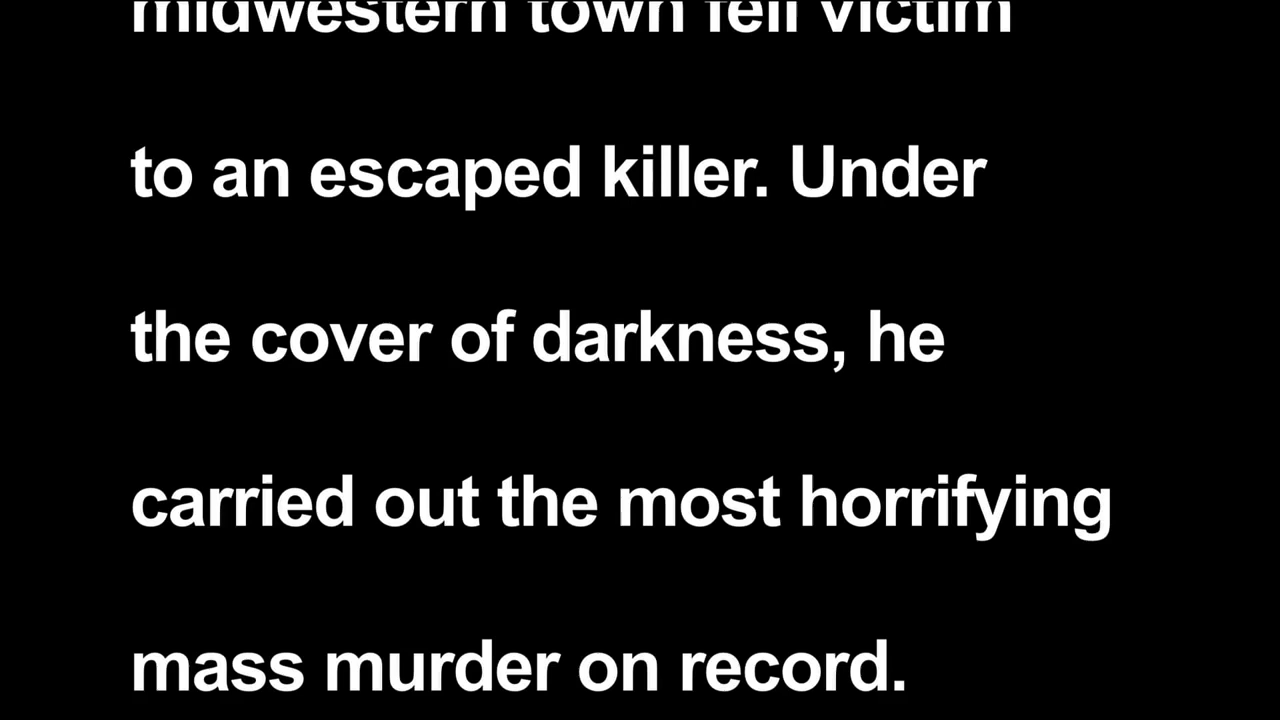 midwestern town fell victim
to an escaped killer. Under
the cover of darkness, he
carried out the most horrifying
mass murder on record.